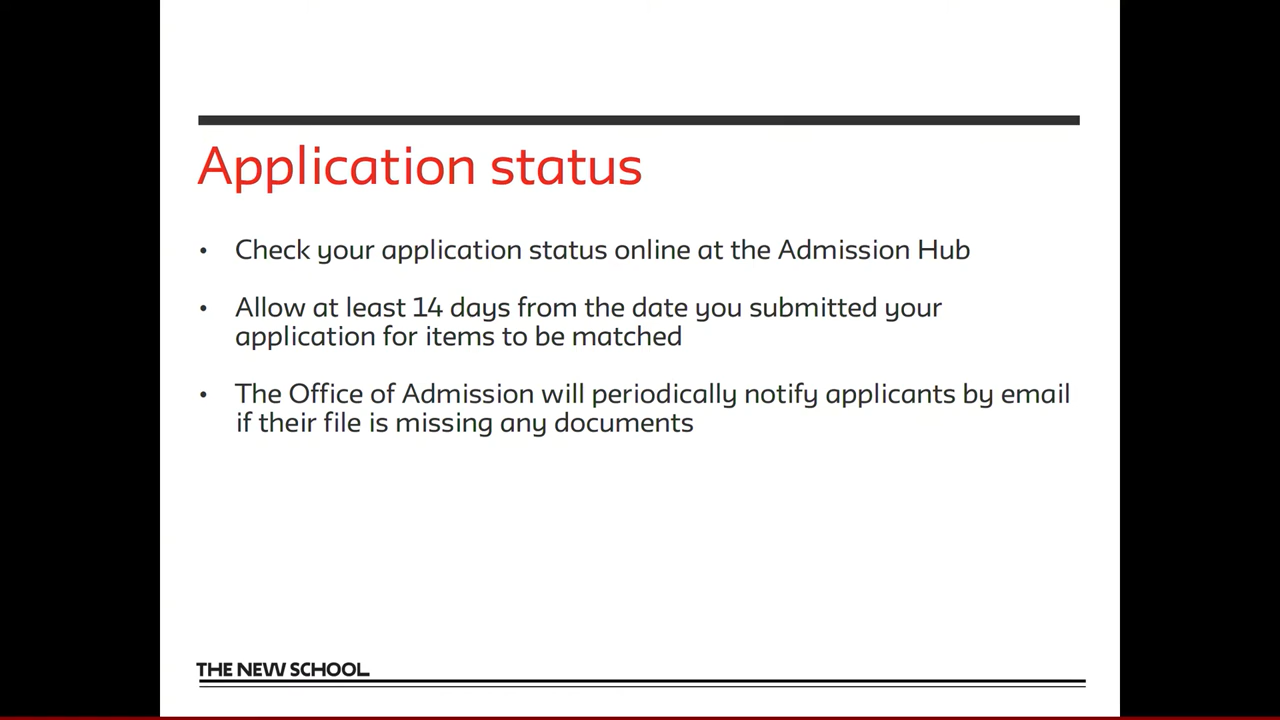 Application status
• Check your application status online at the Admission Hub
• Allow at least 14 days from the date you submitted your
application for items to be matched
• The Office of Admission will periodically notify applicants by email
if their file is missing any documents
THE NEW SCHOOL